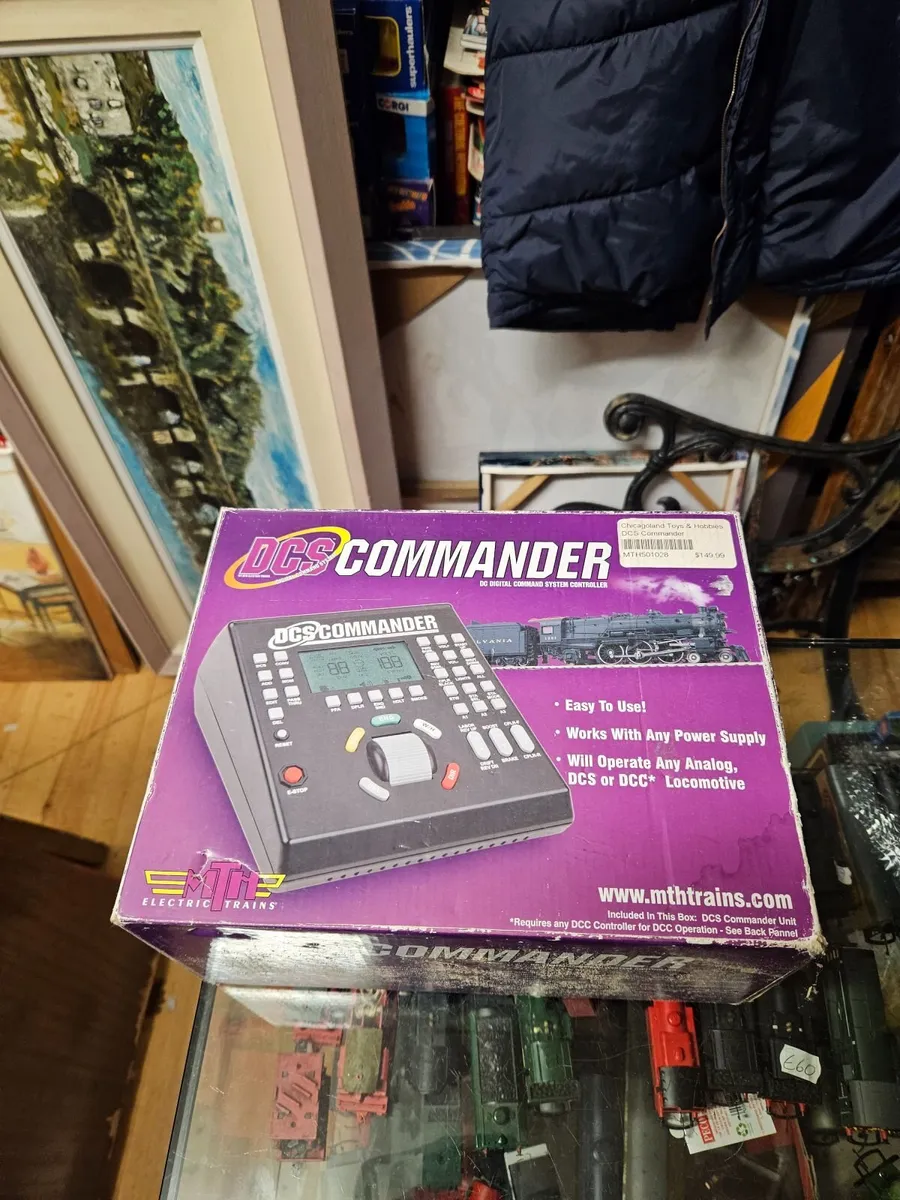 superhaulers
CORGI
Chicagoland Toys & Hobbies
DCS Commander
MTH501028 $149.99
DCS COMMANDER
DC DIGITAL COMMAND SYSTEM CONTROLLER
DCS COMMANDER
RESET
E-STOP
• Easy To Use!
• Works With Any Power Supply
• Will Operate Any Analog,
DCS or DCC* Locomotive
MTH
ELECTRIC TRAINS
www.mthtrains.com
Included In This Box: DCS Commander Unit
*Requires any DCC Controller for DCC Operation - See Back Pannel
COMMANDER
£60